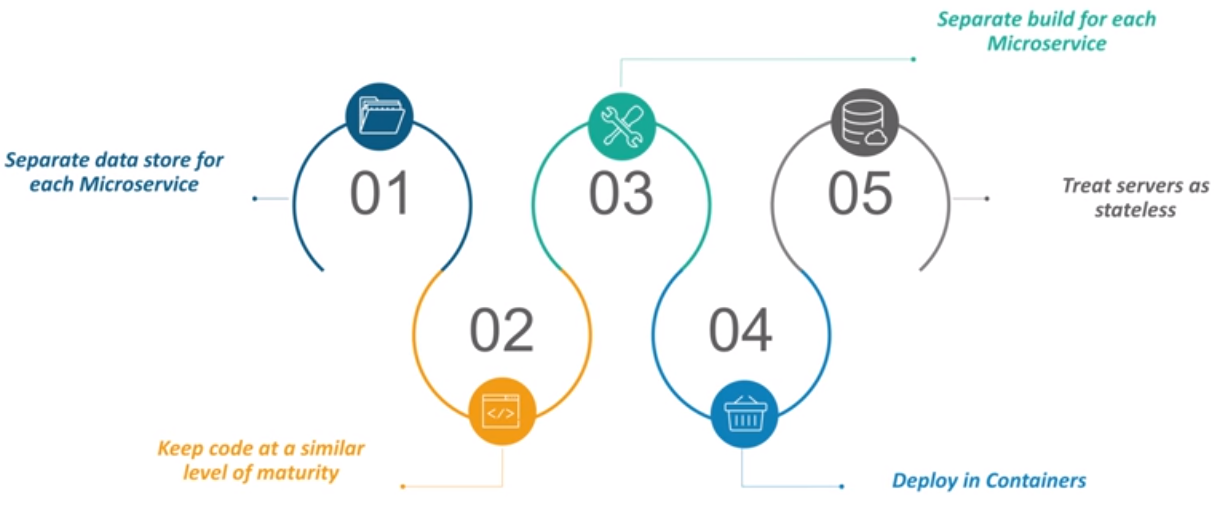 Separate data store for
each Microservice
01
Keep code at a similar
level of maturity
02
</>
Separate build for each
Microservice
03
Deploy in Containers
04
Treat servers as
stateless
05